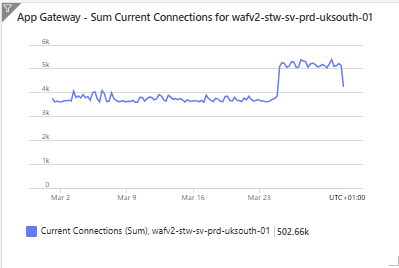 App Gateway - Sum Current Connections for wafv2-stw-sv-prd-uksouth-01
6k
5k
4k
3k
2k
1k
0
Mar 2 Mar 9 Mar 16 Mar 23 UTC+01:00
Current Connections (Sum), wafv2-stw-sv-prd-uksouth-01 502.66k